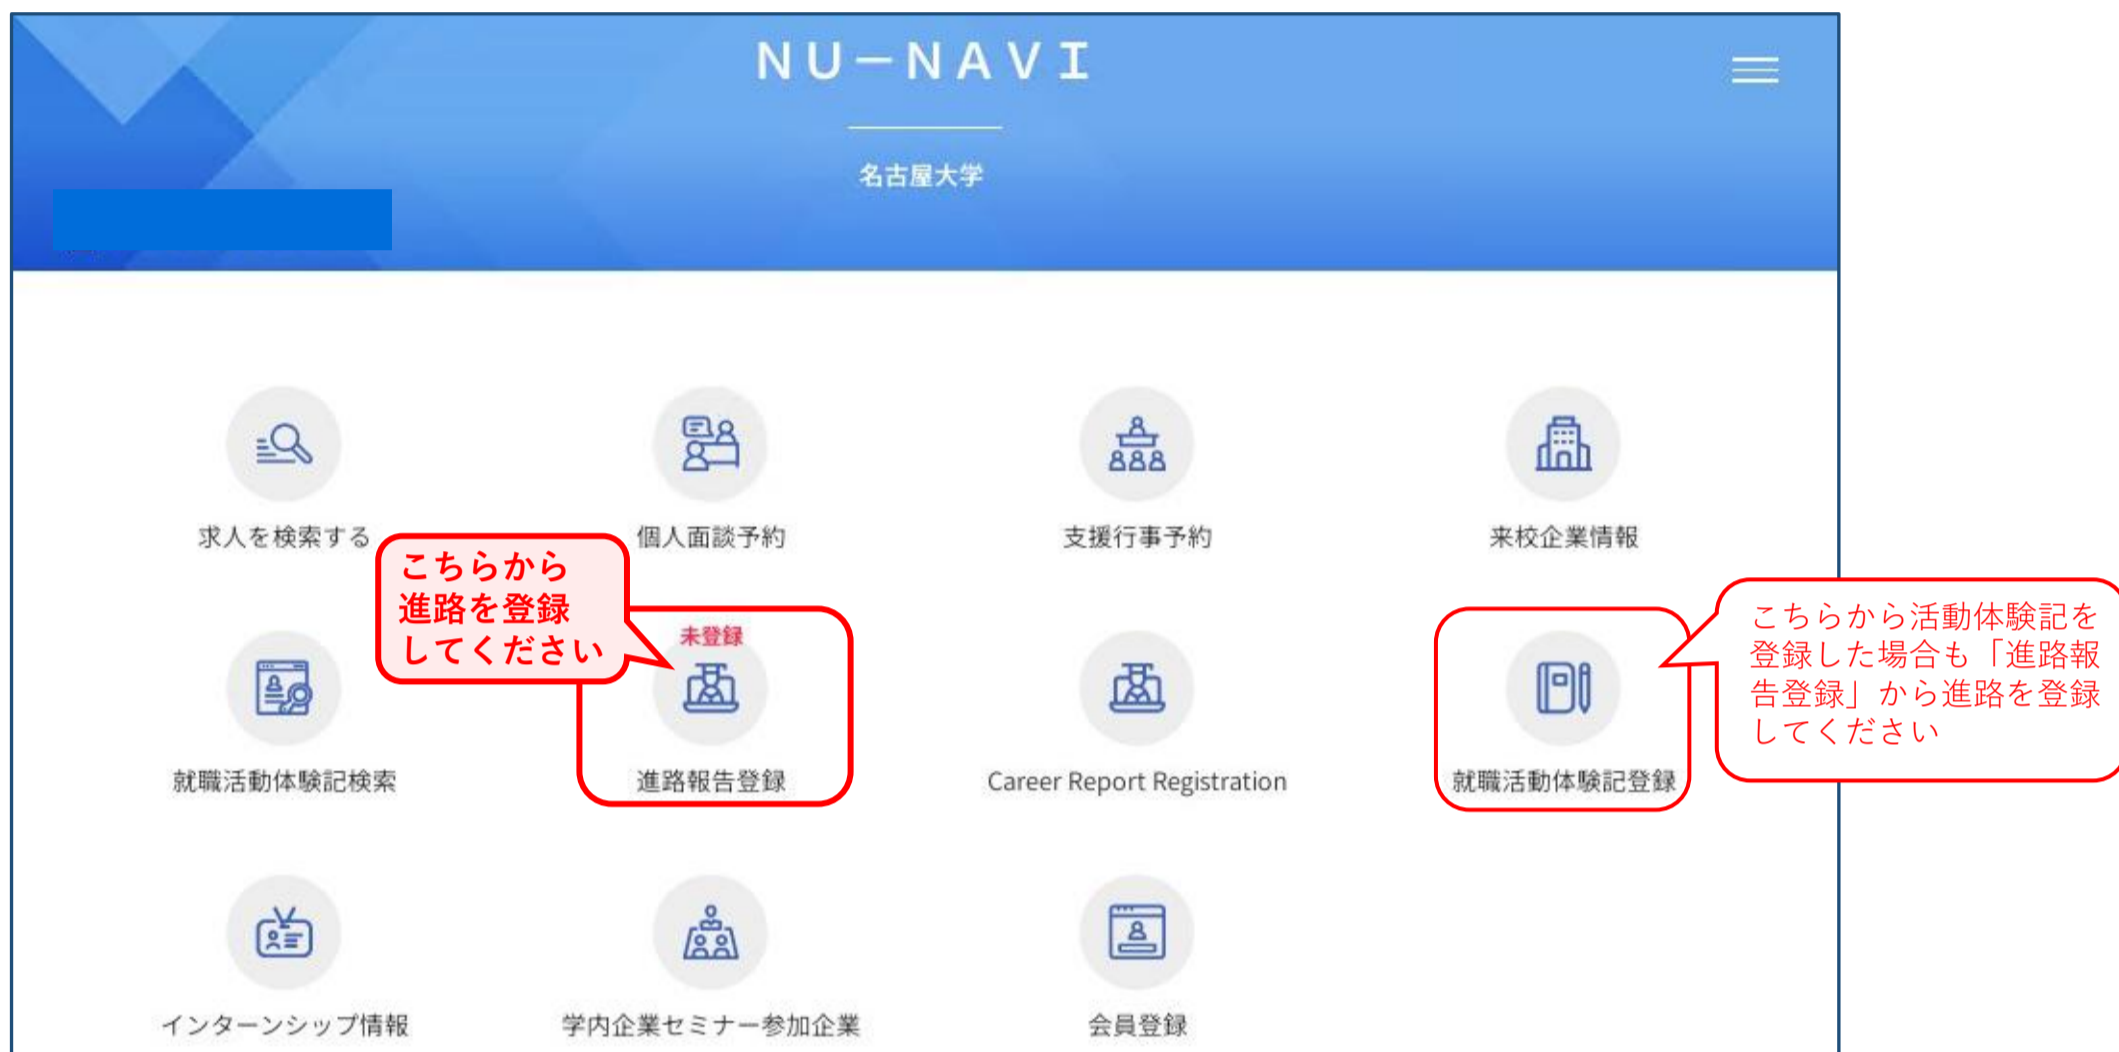 NU−NAVI
名古屋大学
求人を検索する
個人面談予約
支援行事予約
来校企業情報
こちらから
進路を登録
してください
未登録
こちらから活動体験記を
登録した場合も「進路報
告登録」から進路を登録
してください
就職活動体験記検索
進路報告登録
Career Report Registration
就職活動体験記登録
インターンシップ情報
学内企業セミナー参加企業
会員登録